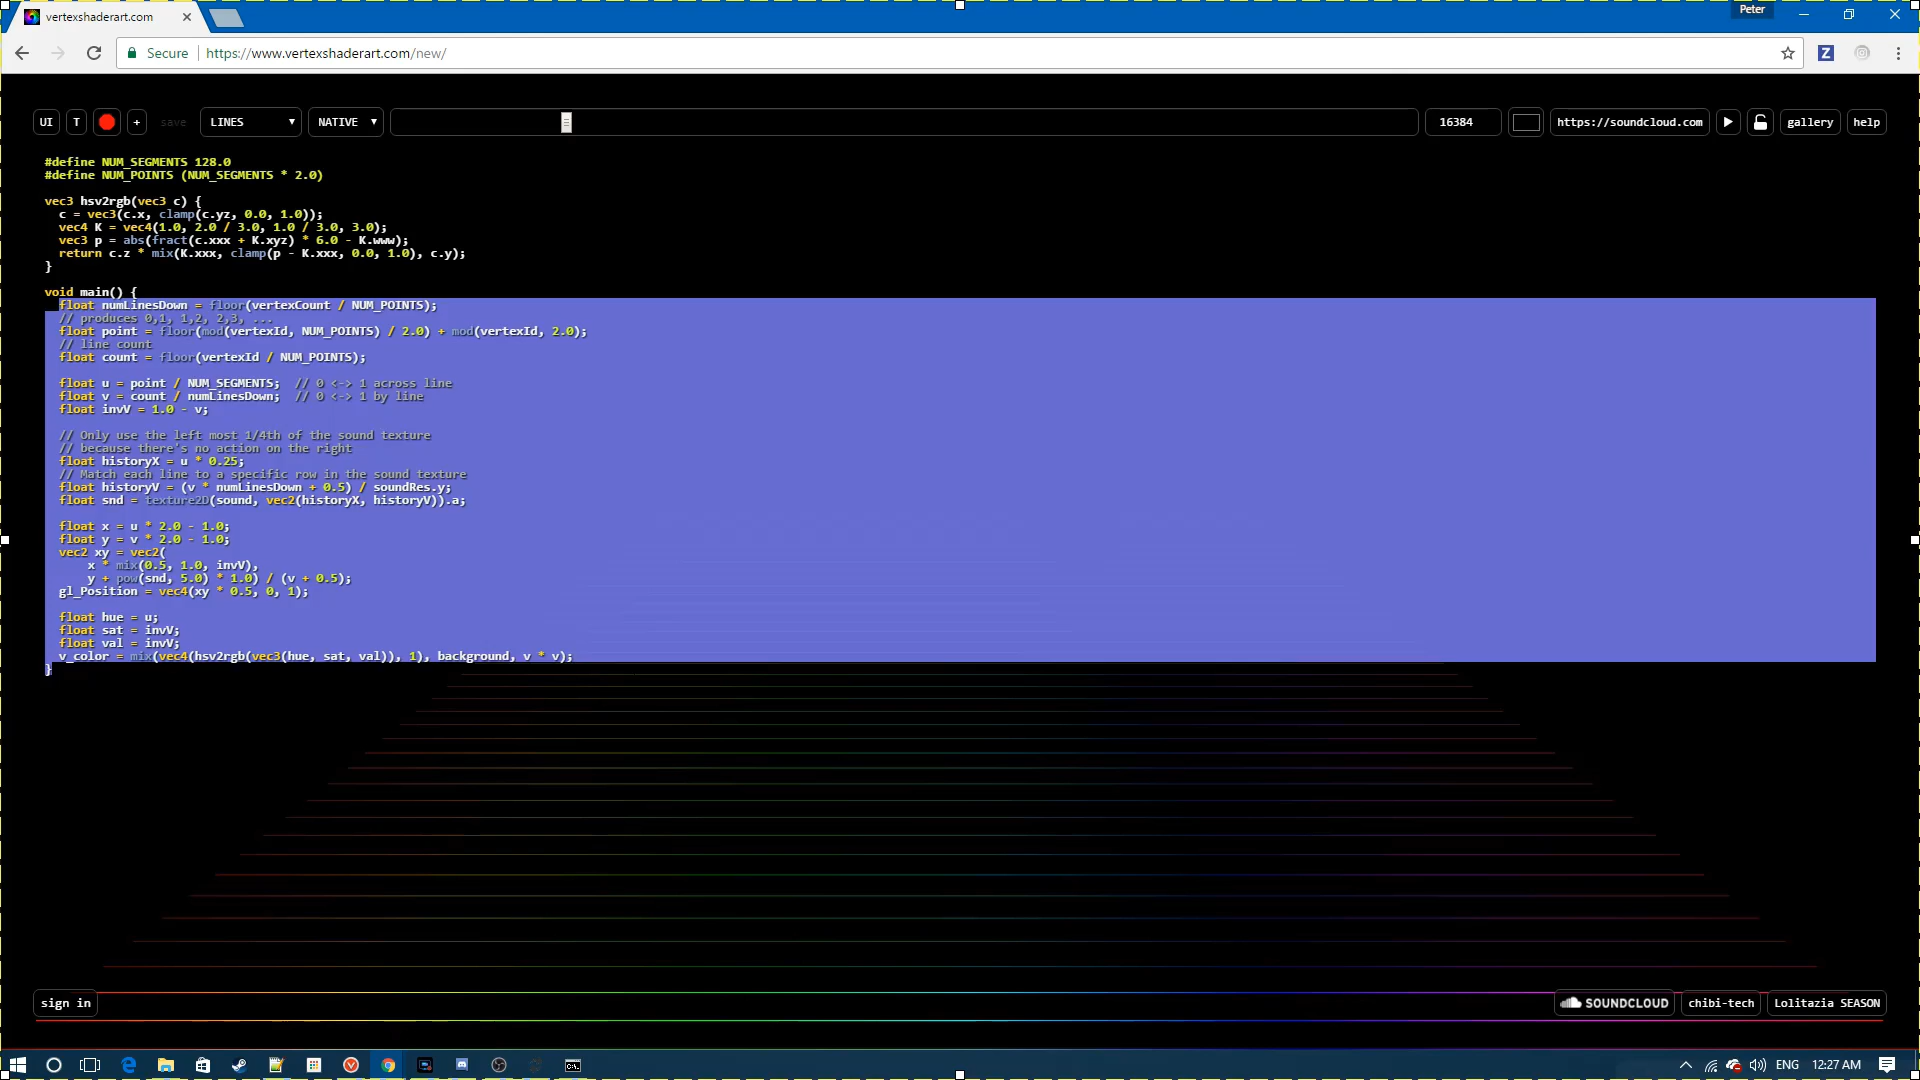 vertexshaderart.com
Peter
Secure
https://www.vertexshaderart.com/new/
UI T + save LINES NATIVE 16384 https://soundcloud.com gallery help
#define NUM_SEGMENTS 128.0
#define NUM_POINTS (NUM_SEGMENTS * 2.0)
vec3 hsv2rgb(vec3 c) {
c = vec3(c.x, clamp(c.yz, 0.0, 1.0));
vec4 K = vec4(1.0, 2.0 / 3.0, 1.0 / 3.0, 3.0);
vec3 p = abs(fract(c.xxx + K.xyz) * 6.0 - K.www);
return c.z * mix(K.xxx, clamp(p - K.xxx, 0.0, 1.0), c.y);
}
void main() {
float numLinesDown = floor(vertexCount / NUM_POINTS);
// produces 0,1, 1,2, 2,3, ...
float point = floor(mod(vertexId, NUM_POINTS) / 2.0) + mod(vertexId, 2.0);
// line count
float count = floor(vertexId / NUM_POINTS);
float u = point / NUM_SEGMENTS;  // 0 <-> 1 across line
float v = count / numLinesDown;  // 0 <-> 1 by line
float invV = 1.0 - v;
// Only use the left most 1/4th of the sound texture
// because there's no action on the right
float historyX = u * 0.25;
// Match each line to a specific row in the sound texture
float historyV = (v * numLinesDown + 0.5) / soundRes.y;
float snd = texture2D(sound, vec2(historyX, historyV)).a;
float x = u * 2.0 - 1.0;
float y = v * 2.0 - 1.0;
vec2 xy = vec2(
x * mix(0.5, 1.0, invV),
y + pow(snd, 5.0) * 1.0) / (v + 0.5);
gl_Position = vec4(xy * 0.5, 0, 1);
float hue = u;
float sat = invV;
float val = invV;
v_color = mix(vec4(hsv2rgb(vec3(hue, sat, val)), 1), background, v * v);
}
sign in
SOUNDCLOUD chibi-tech Lolitazia SEASON
ENG 12:27 AM